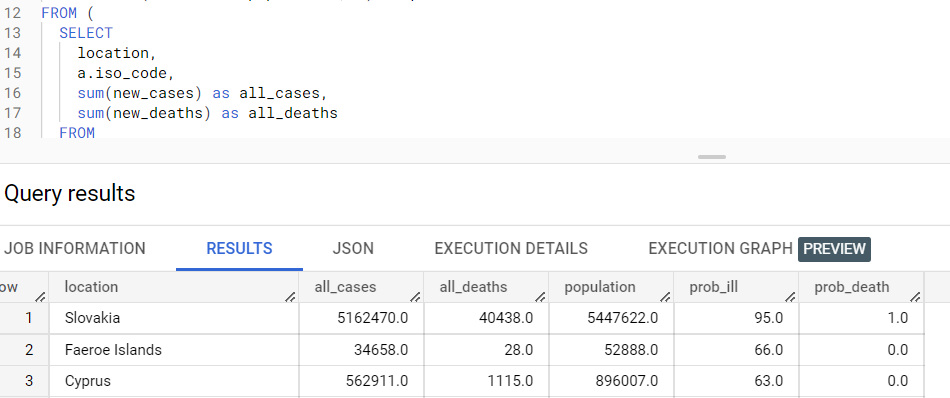 12 FROM (
13 SELECT
14 location,
15 a.iso_code,
16 sum(new_cases) as all_cases,
17 sum(new_deaths) as all_deaths
18 FROM
Query results
JOB INFORMATION RESULTS JSON EXECUTION DETAILS EXECUTION GRAPH PREVIEW
ow location all_cases all_deaths population prob_ill prob_death
1 Slovakia 5162470.0 40438.0 5447622.0 95.0 1.0
2 Faeroe Islands 34658.0 28.0 52888.0 66.0 0.0
3 Cyprus 562911.0 1115.0 896007.0 63.0 0.0